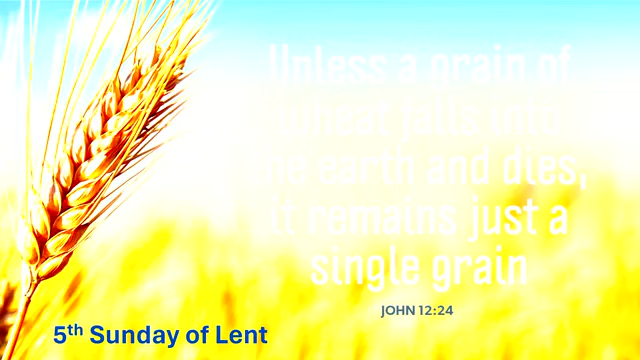 Unless a grain of
wheat falls into
the earth and dies,
it remains just a
single grain
JOHN 12:24
5th Sunday of Lent